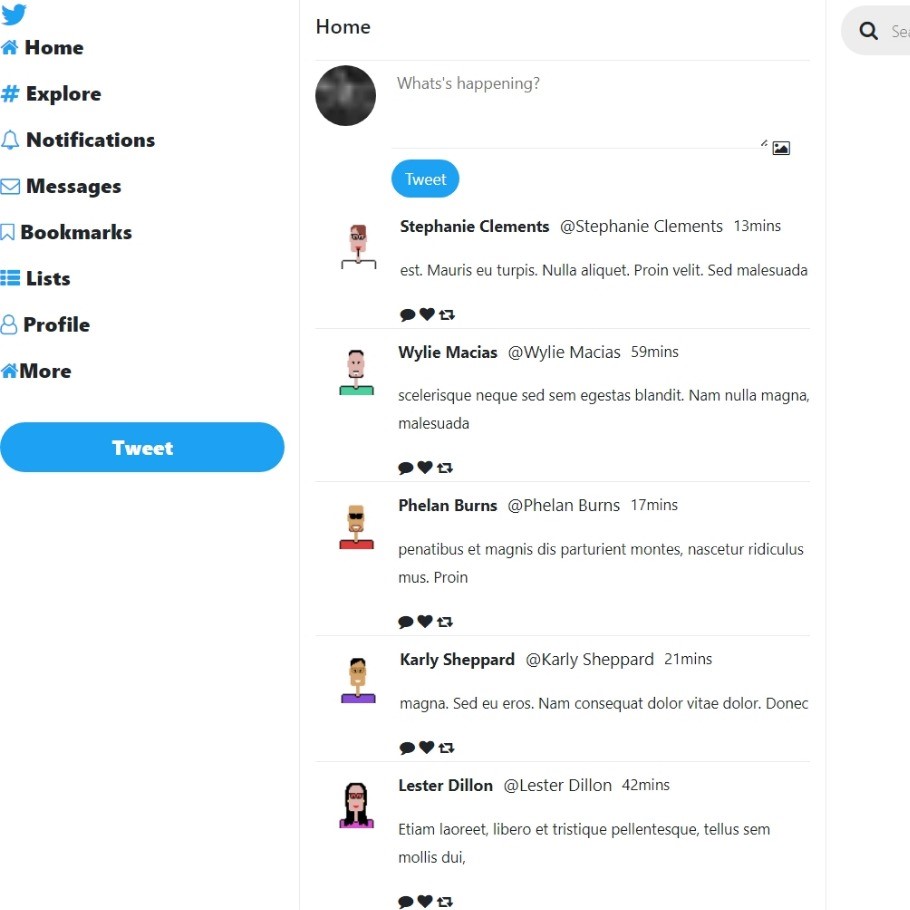 Home
Explore
Notifications
Messages
Bookmarks
Lists
Profile
More
Tweet
Home
Whats's happening?
Tweet
Stephanie Clements @Stephanie Clements 13mins
est. Mauris eu turpis. Nulla aliquet. Proin velit. Sed malesuada
Wylie Macias @Wylie Macias 59mins
scelerisque neque sed sem egestas blandit. Nam nulla magna,
malesuada
Phelan Burns @Phelan Burns 17mins
penatibus et magnis dis parturient montes, nascetur ridiculus
mus. Proin
Karly Sheppard @Karly Sheppard 21mins
magna. Sed eu eros. Nam consequat dolor vitae dolor. Donec
Lester Dillon @Lester Dillon 42mins
Etiam laoreet, libero et tristique pellentesque, tellus sem
mollis dui,